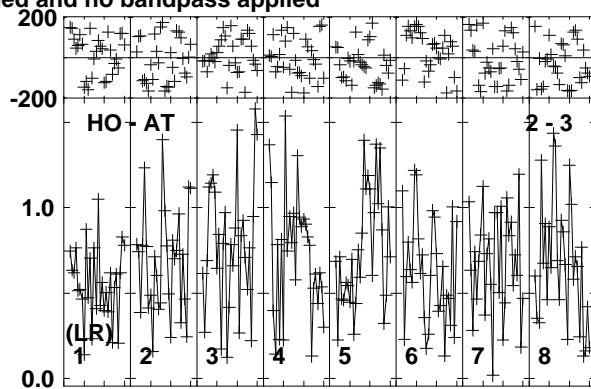 ed and no bandpass applied
200
-200
HO - AT 2 - 3
1.0
(LR)
1 2 3 4 5 6 7 8
0.0